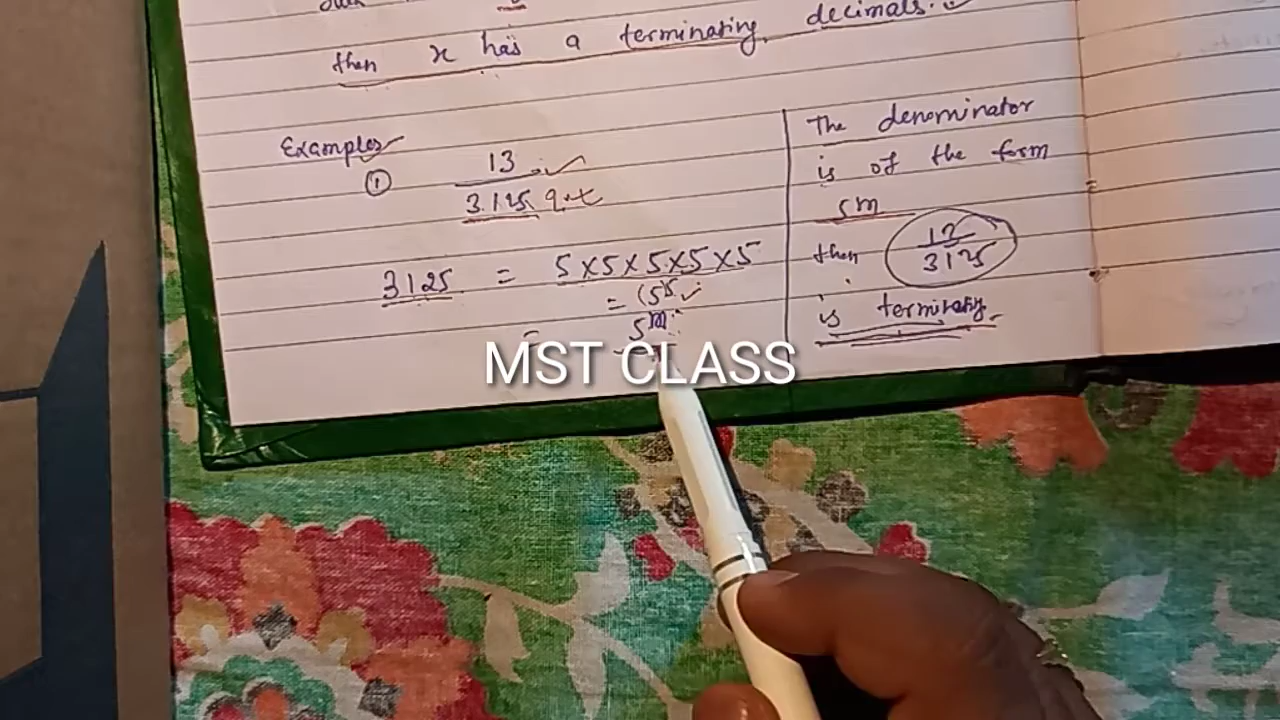 then x has a terminating decimals.
Examples
① 13
3125
3125 = 5×5×5×5×5
= (5⁵
= 5ᵐ
The denominator
is of the form
5ᵐ
then 13
3125
is terminating.
MST CLASS